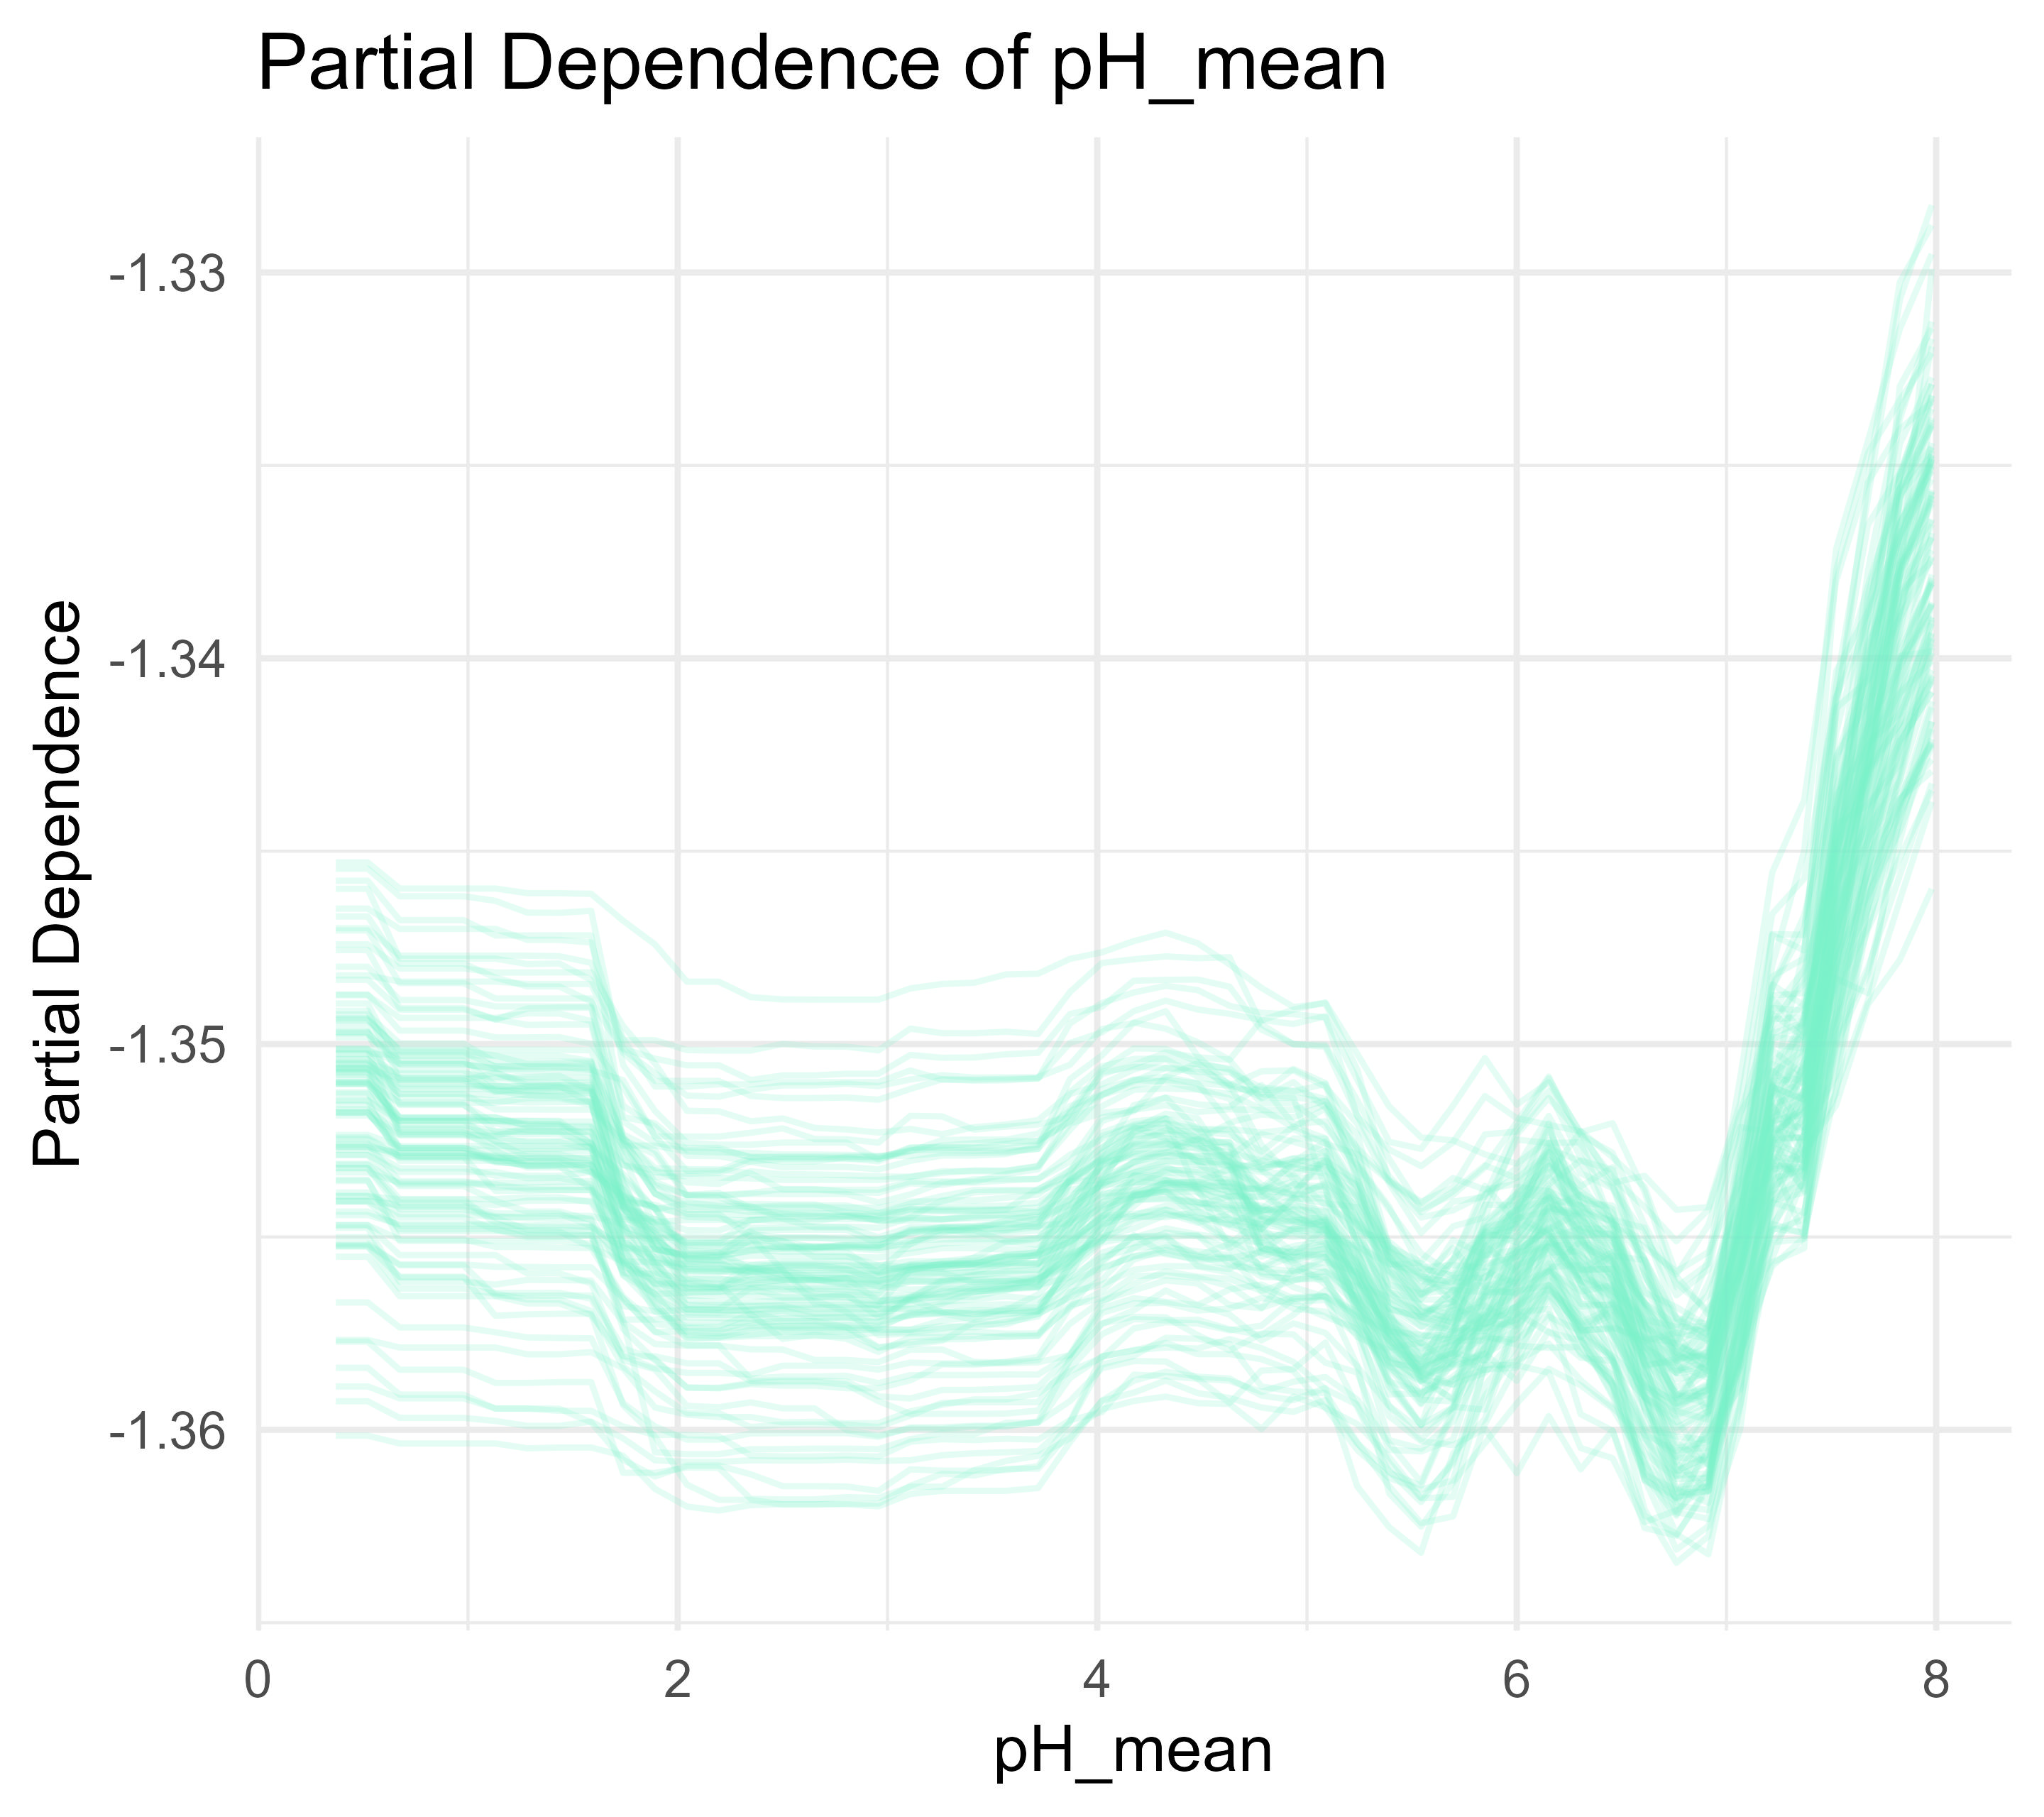 Partial Dependence of pH_mean
Partial Dependence
-1.33
-1.34
-1.35
-1.36
0 2 4 6 8
pH_mean